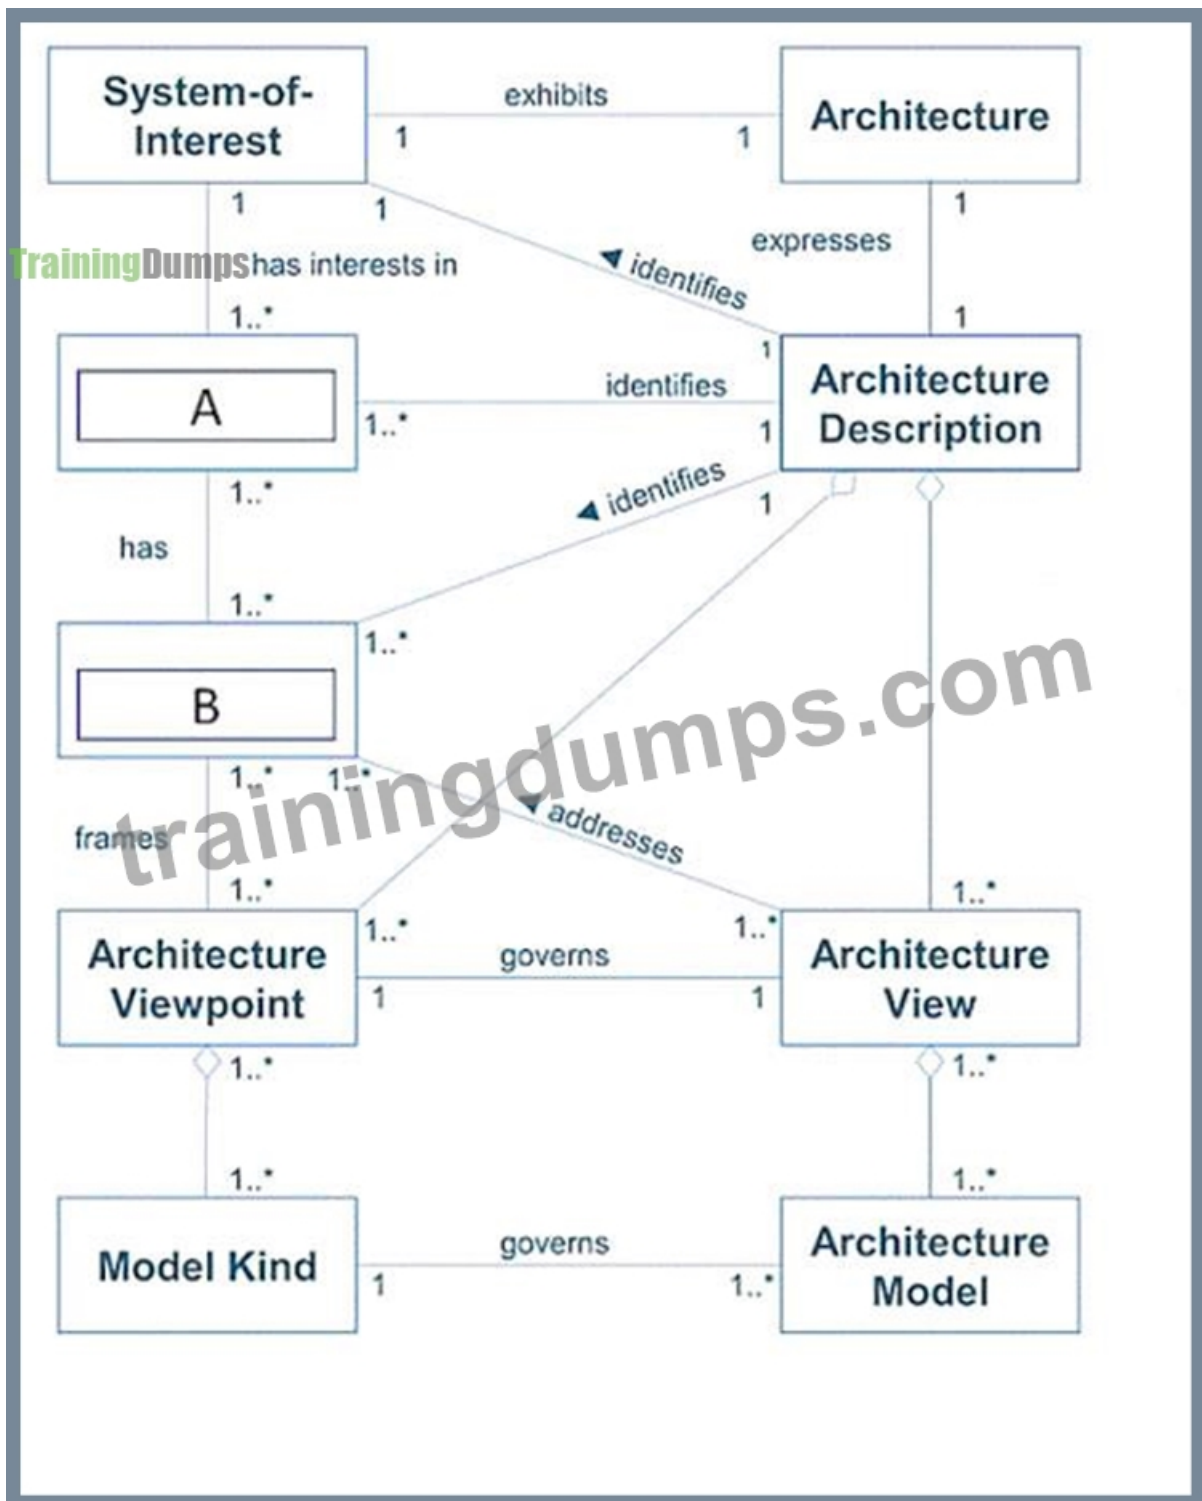 System-of-
Interest
exhibits
1
1
Architecture
1
1
1
TrainingDumps
has interests in
identifies
expresses
1..*
1
1
A
identifies
1..*
1
Architecture
Description
1..*
identifies
1
has
1..*
1..*
B
trainingdumps.com
1..*
1..*
addresses
frames
1..*
1..*
1..*
1..*
Architecture
Viewpoint
governs
1
1
Architecture
View
1..*
1..*
1..*
1..*
Model Kind
governs
1
1..*
Architecture
Model